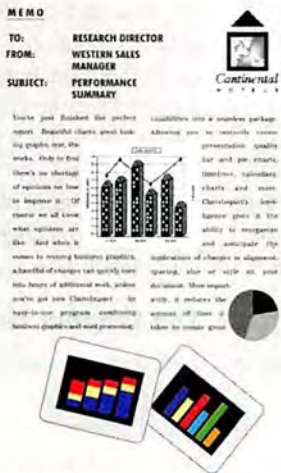 MEMO
TO: RESEARCH DIRECTOR
FROM: WESTERN SALES
MANAGER
SUBJECT: PERFORMANCE
SUMMARY
Continental
HOTELS
You've just finished the perfect
report. Beautiful charts, great look-
ing graphs, text, the
works. Only to find
there's no shortage
of opinions on how
to improve it. Of
course we all know
what opinions are
like. And when it
comes to revising business graphics,
a handful of changes can quickly turn
into hours of additional work, unless
you've got new ClarisImpact. An
easy-to-use program combining
business graphics and word processing
capabilities into a seamless package.
Allowing you to instantly create
presentation quality
bar and pie charts,
timelines, calendars,
charts and more.
ClarisImpact's intel-
ligence gives it the
ability to reorganize
and anticipate the
implications of changes in alignment,
spacing, size or style on your
document. More import-
antly, it reduces the
amount of time it
takes to create great